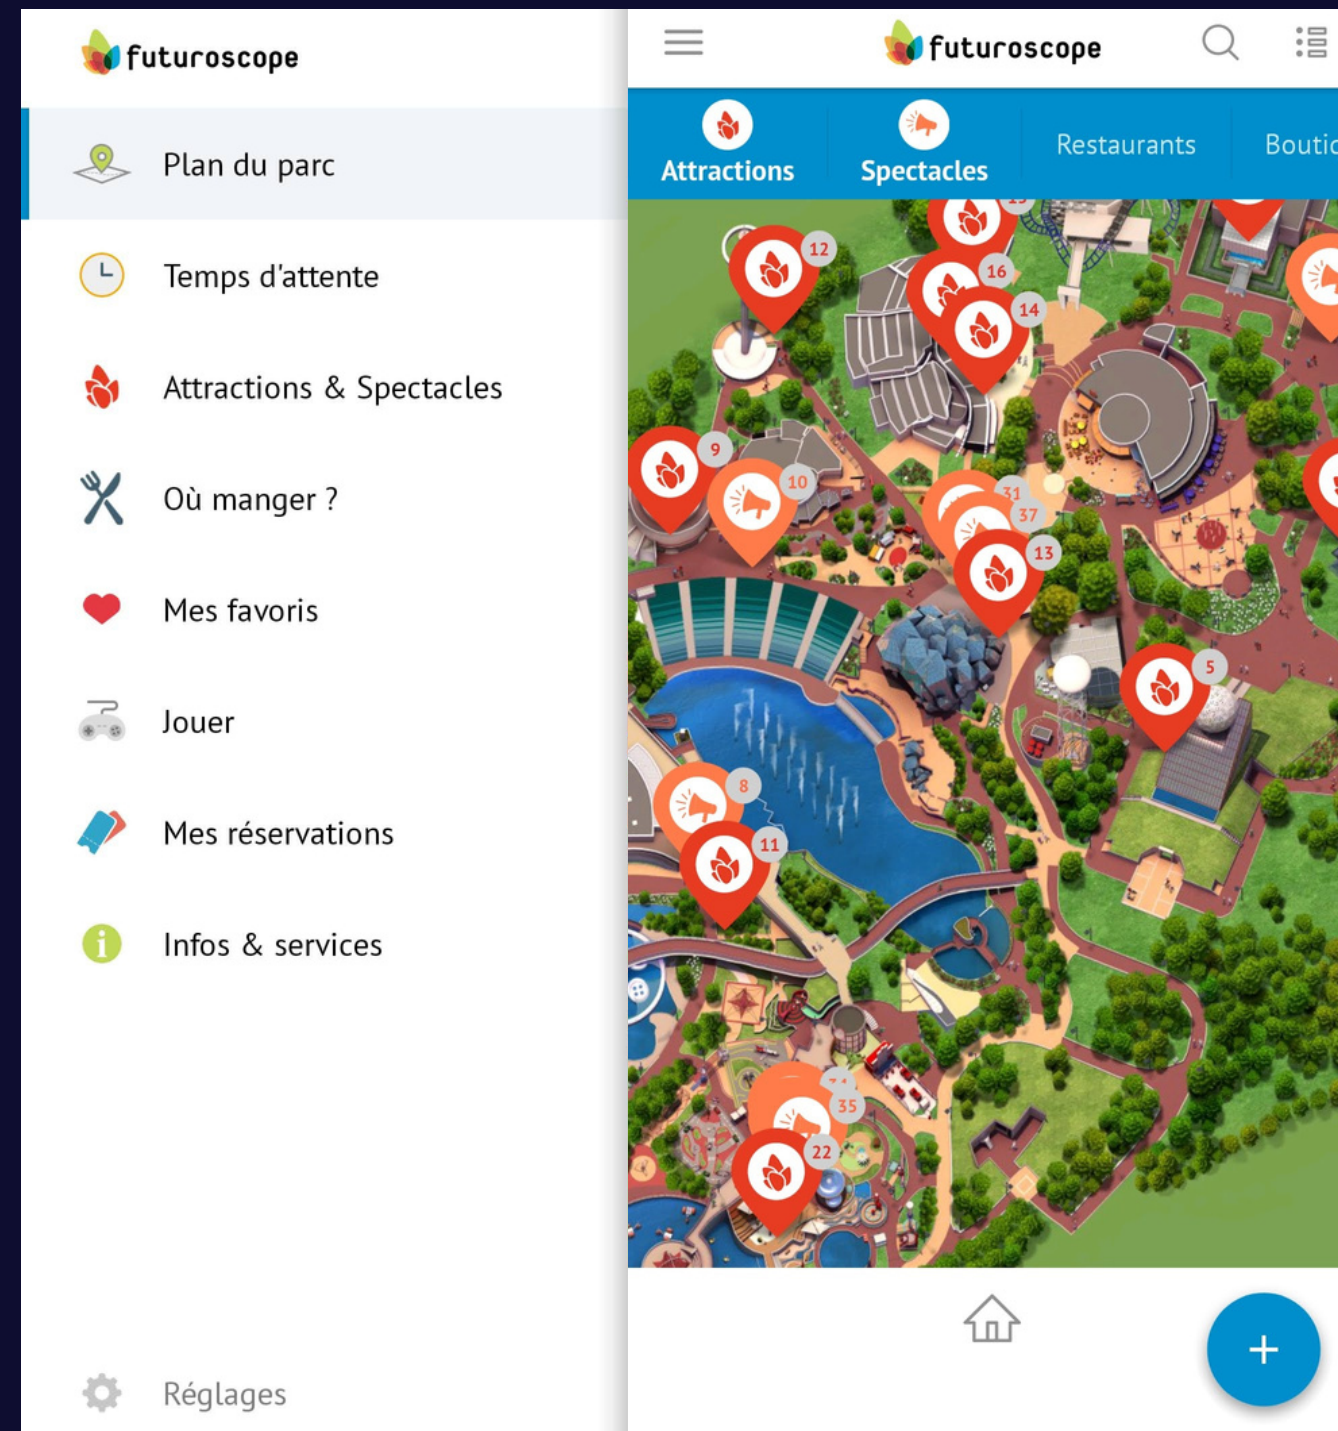 futuroscope
Plan du parc
Temps d'attente
Attractions & Spectacles
Où manger ?
Mes favoris
Jouer
Mes réservations
Infos & services
Réglages
futuroscope
Attractions
Spectacles
Restaurants
12
16
14
9
10
31
37
13
5
8
11
35
22